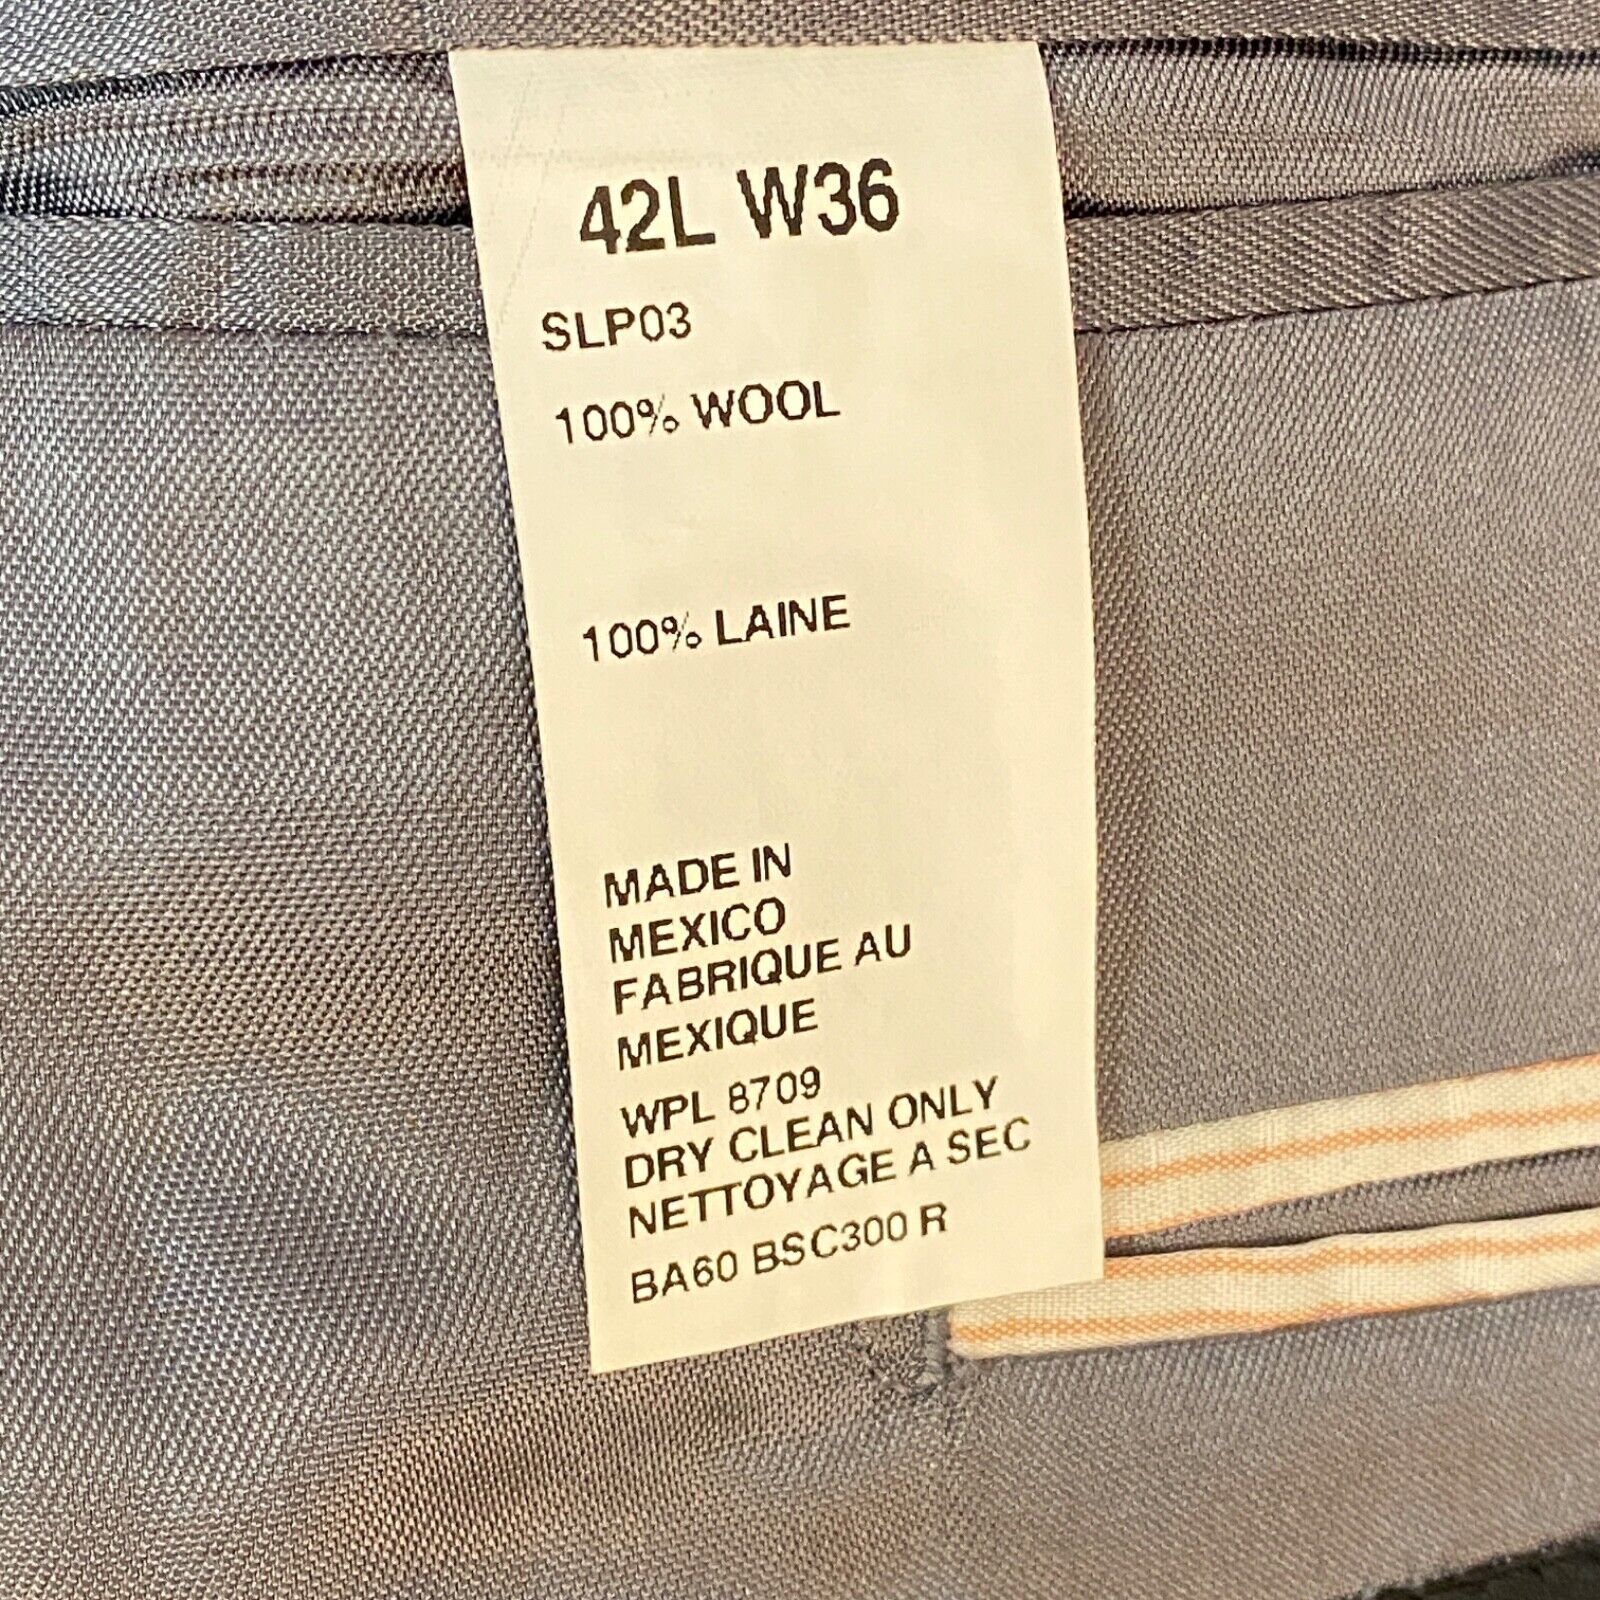 42L W36
SLP03
100% WOOL
100% LAINE
MADE IN
MEXICO
FABRIQUE AU
MEXIQUE
WPL 8709
DRY CLEAN ONLY
NETTOYAGE A SEC
BA60 BSC300 R